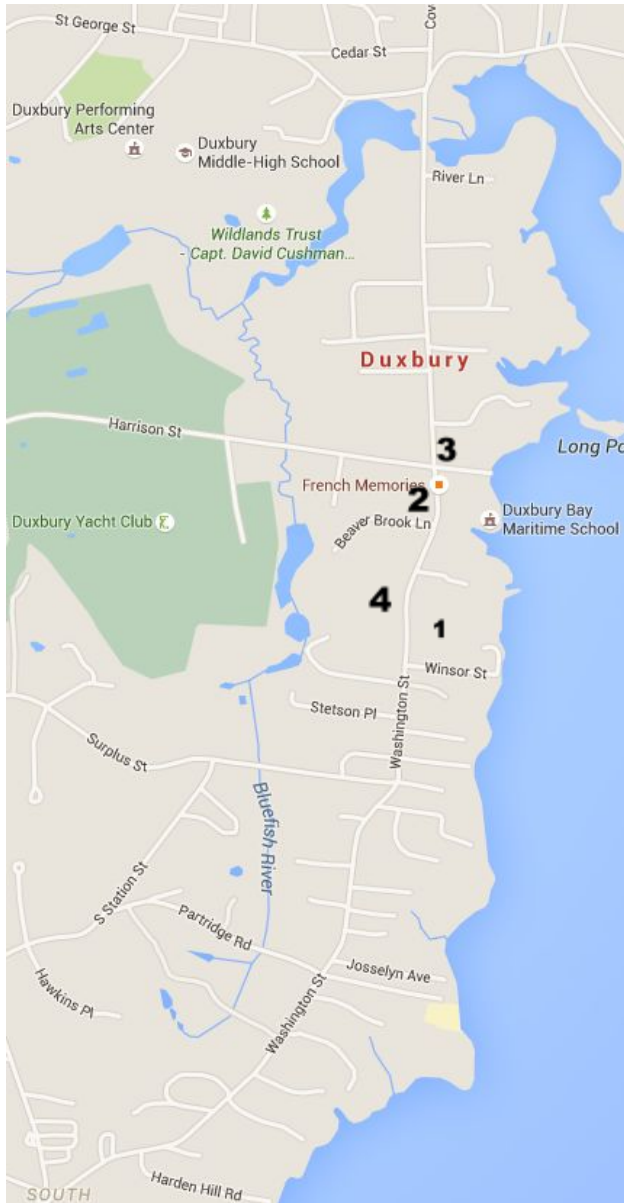 St George St
Cov
Cedar St
Duxbury Performing
Arts Center
Duxbury
Middle-High School
River Ln
Wildlands Trust
- Capt. David Cushman...
Duxbury
Harrison St
3
Long Po
French Memories
2
Duxbury Yacht Club
Beaver Brook Ln
Duxbury Bay
Maritime School
4
1
Winsor St
Stetson Pl
Washington St
Surplus St
Bluefish River
S Station St
Partridge Rd
Josselyn Ave
Hawkins Pl
Washington St
Harden Hill Rd
SOUTH